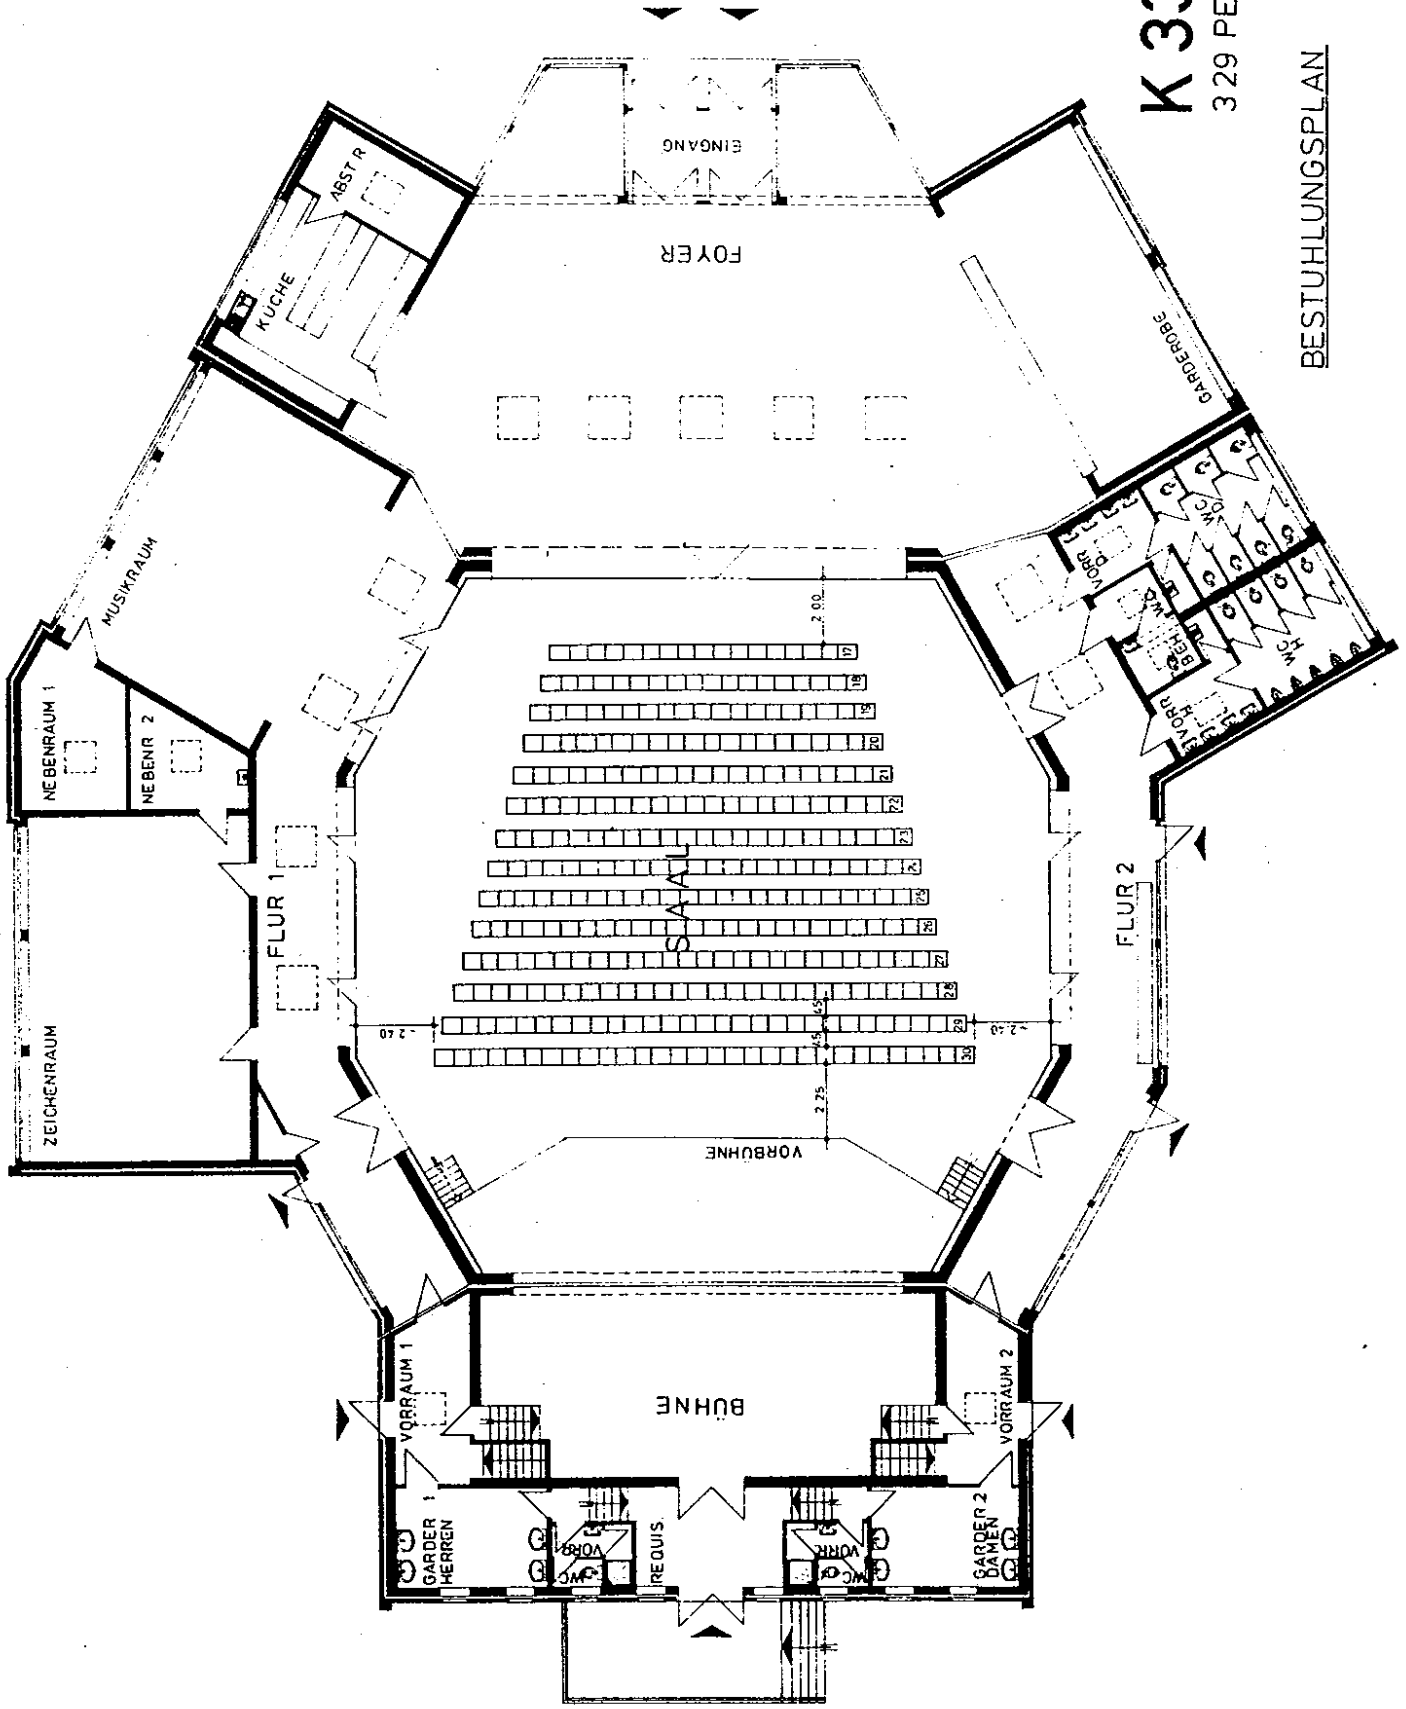 K 33
329 PE
BESTUHLUNGSPLAN
EINGANG
FOYER
ABST R
KÜCHE
GARDEROBE
MUSIKRAUM
NEBENRAUM 1
NEBENR 2
ZEICHENRAUM
FLUR 1
FLUR 2
VORR
D
WC
D
WC
BEH
WC
H
VORR
H
2 00
17
18
19
20
21
22
23
24
25
26
27
28
29
30
SAAL
~ 2 40
45
45
~ 2.40
2 25
VORBÜHNE
BÜHNE
VORRAUM 1
VORRAUM 2
GARDER 1
HERREN
VORR
WC
REQUIS.
VORR
WC
GARDER 2
DAMEN